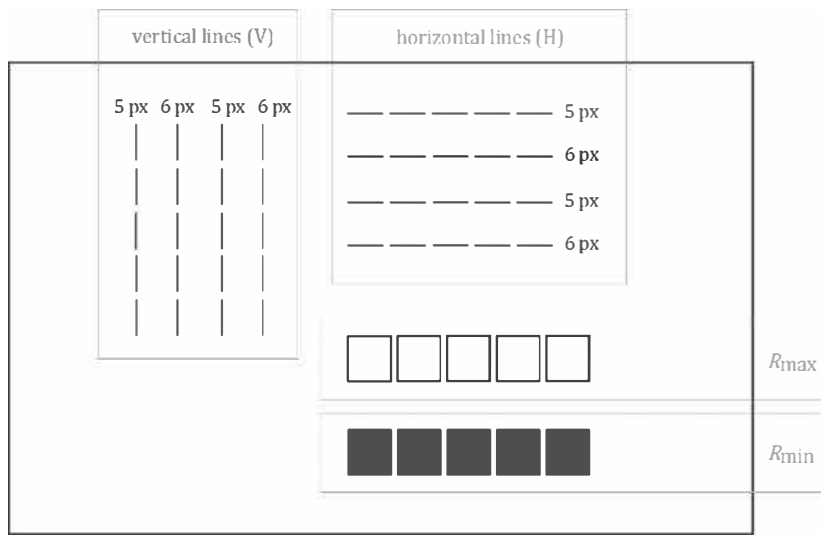 vertical lines (V)
horizontal lines (H)
5 px 6 px 5 px 6 px
5 px
6 px
5 px
6 px
Rmax
Rmin